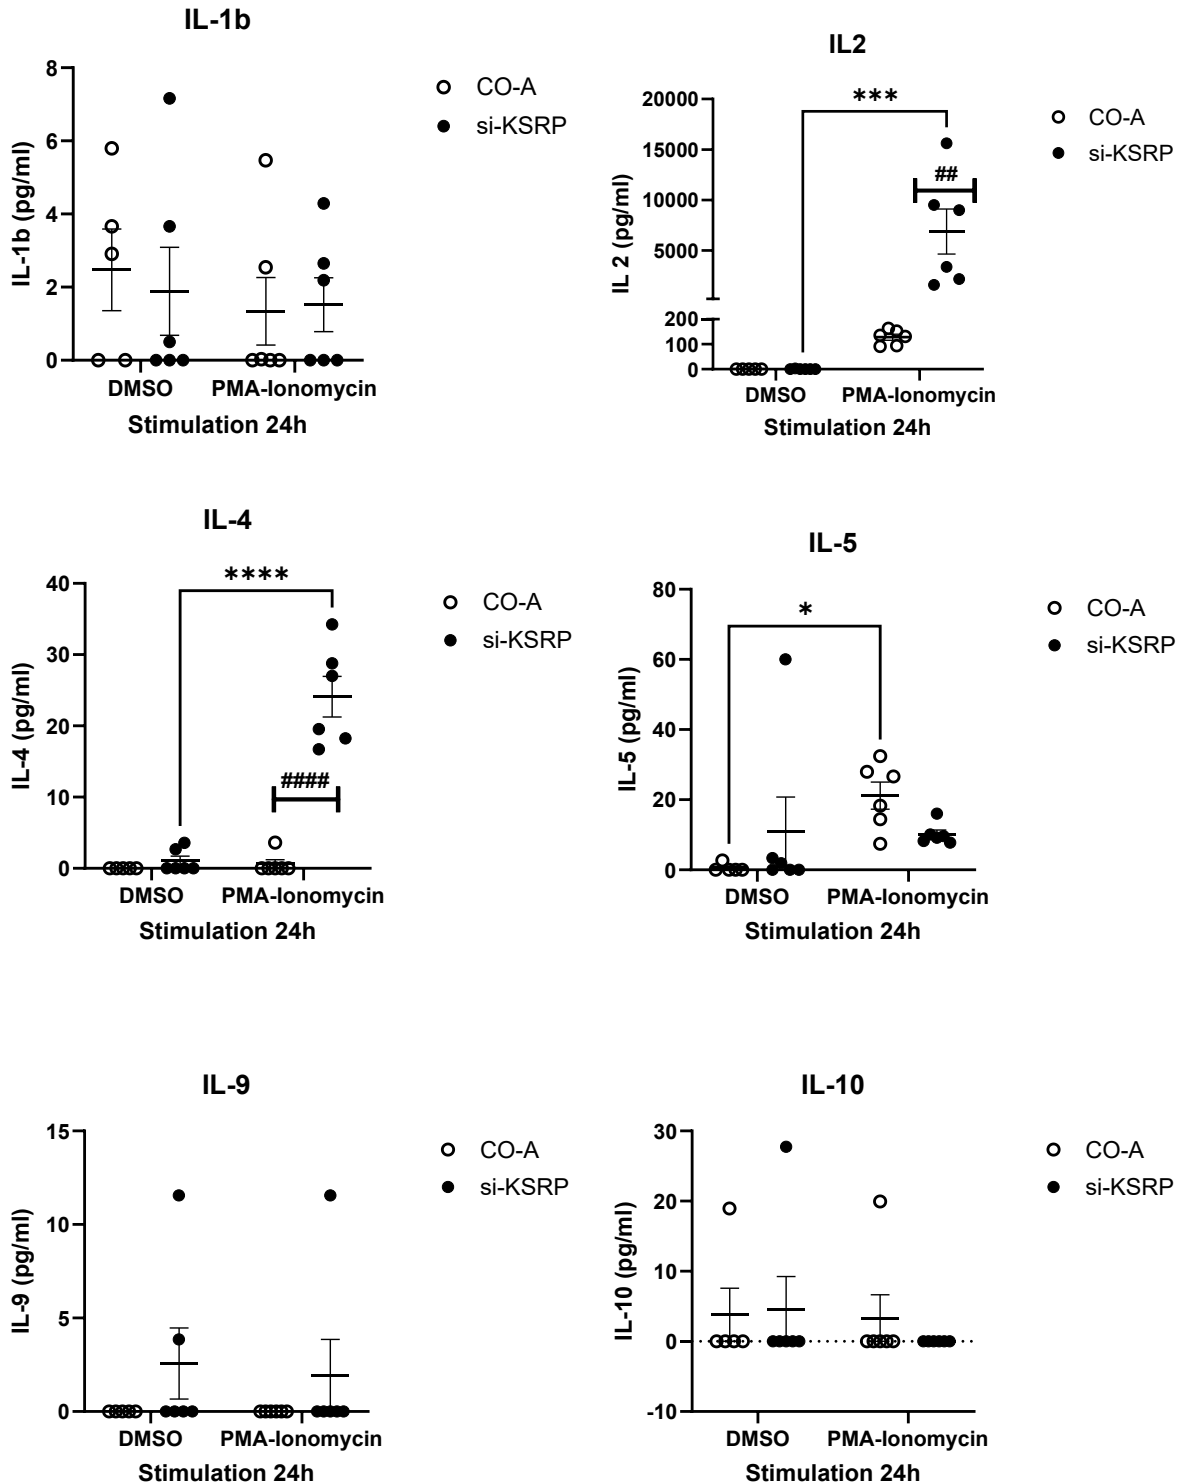 IL-1b
8
6
4
2
0
IL-1b (pg/ml)
CO-A
si-KSRP
DMSO
PMA-Ionomycin
Stimulation 24h
IL2
20000
15000
10000
5000
200
100
0
IL 2 (pg/ml)
***
##
CO-A
si-KSRP
DMSO
PMA-Ionomycin
Stimulation 24h
IL-4
40
30
20
10
0
IL-4 (pg/ml)
****
####
CO-A
si-KSRP
DMSO
PMA-Ionomycin
Stimulation 24h
IL-5
80
60
40
20
0
IL-5 (pg/ml)
*
CO-A
si-KSRP
DMSO
PMA-Ionomycin
Stimulation 24h
IL-9
15
10
5
0
IL-9 (pg/ml)
CO-A
si-KSRP
DMSO
PMA-Ionomycin
Stimulation 24h
IL-10
30
20
10
0
-10
IL-10 (pg/ml)
CO-A
si-KSRP
DMSO
PMA-Ionomycin
Stimulation 24h